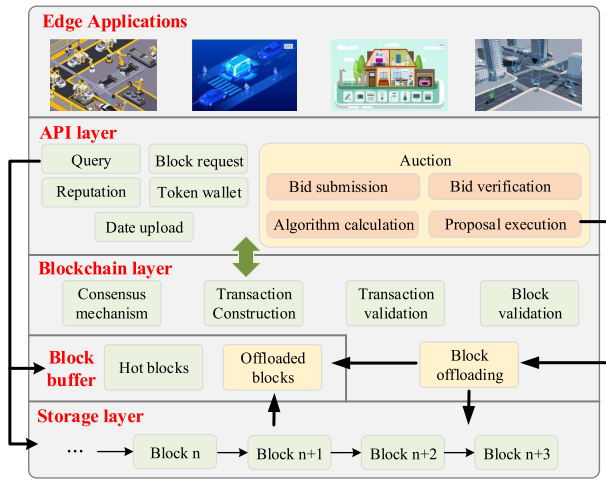 Edge Applications
API layer
Query
Block request
Reputation
Token wallet
Date upload
Auction
Bid submission
Bid verification
Algorithm calculation
Proposal execution
Blockchain layer
Consensus
mechanism
Transaction
Construction
Transaction
validation
Block
validation
Block
buffer
Hot blocks
Offloaded
blocks
Block
offloading
Storage layer
...
Block n
Block n+1
Block n+2
Block n+3